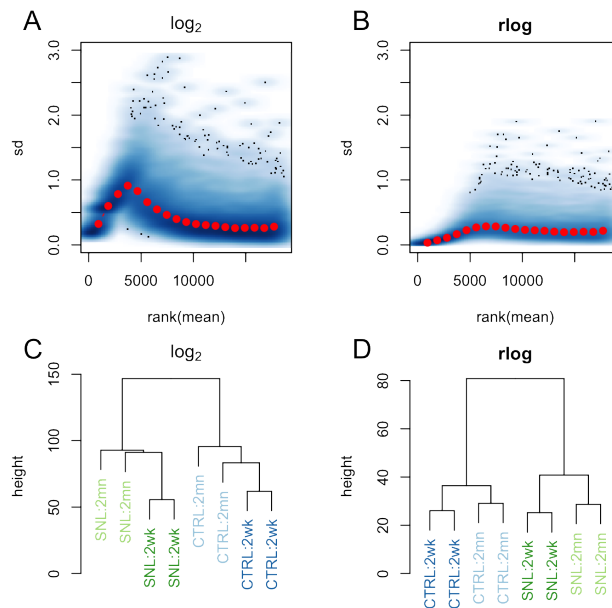 A
log2
B
rlog
3.0
2.0
1.0
0.0
sd
0
5000
10000
rank(mean)
3.0
2.0
1.0
0.0
sd
0
5000
10000
rank(mean)
C
log2
D
rlog
150
100
50
0
height
SNL:2mn
SNL:2mn
SNL:2wk
SNL:2wk
CTRL:2mn
CTRL:2mn
CTRL:2wk
CTRL:2wk
80
60
40
20
0
height
CTRL:2wk
CTRL:2wk
CTRL:2mn
CTRL:2mn
SNL:2wk
SNL:2wk
SNL:2mn
SNL:2mn